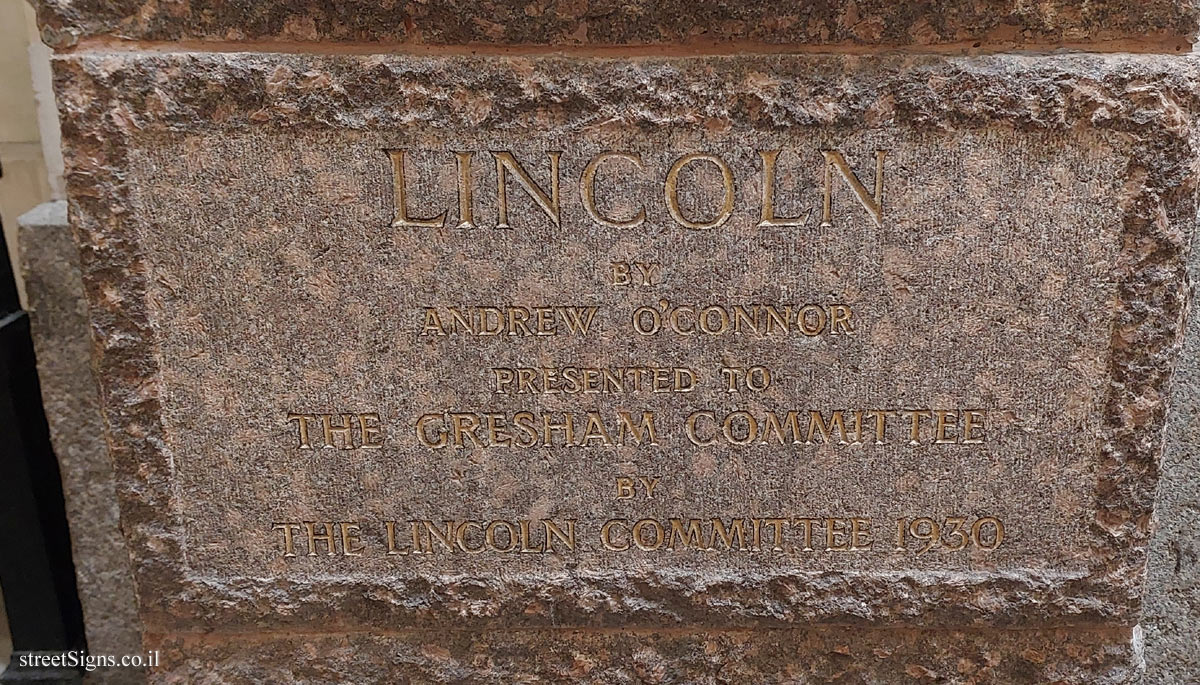 LINCOLN
BY
ANDREW O'CONNOR
PRESENTED TO
THE GRESHAM COMMITTEE
BY
THE LINCOLN COMMITTEE 1930
streetSigns.co.il